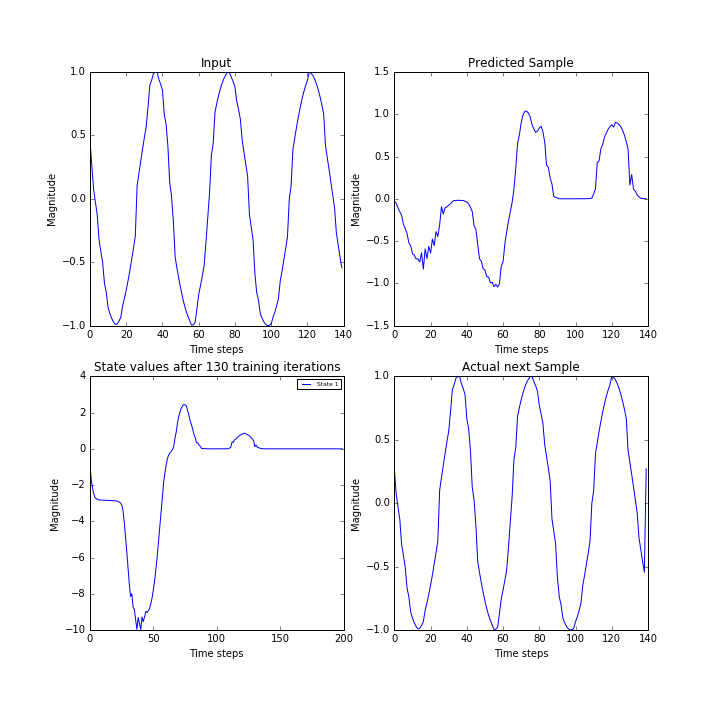 Input
Magnitude
1.0
0.5
0.0
−0.5
−1.0
0 20 40 60 80 100 120 140
Time steps
Predicted Sample
Magnitude
1.5
1.0
0.5
0.0
−0.5
−1.0
−1.5
0 20 40 60 80 100 120 140
Time steps
State values after 130 training iterations
State 1
Magnitude
4
2
0
−2
−4
−6
−8
−10
0 50 100 150 200
Time steps
Actual next Sample
Magnitude
1.0
0.5
0.0
−0.5
−1.0
0 20 40 60 80 100 120 140
Time steps